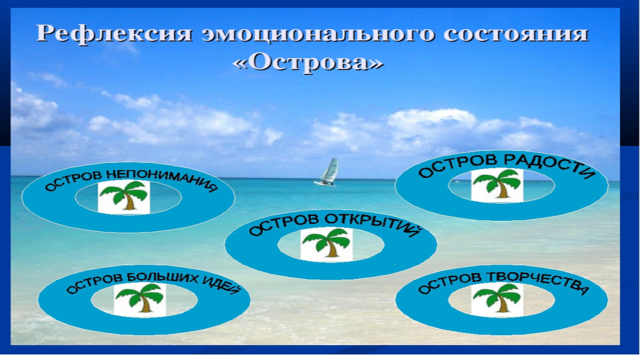 Рефлексия эмоционального состояния
«Острова»
ОСТРОВ НЕПОНИМАНИЯ
ОСТРОВ РАДОСТИ
ОСТРОВ ОТКРЫТИЙ
ОСТРОВ БОЛЬШИХ ИДЕЙ
ОСТРОВ ТВОРЧЕСТВА